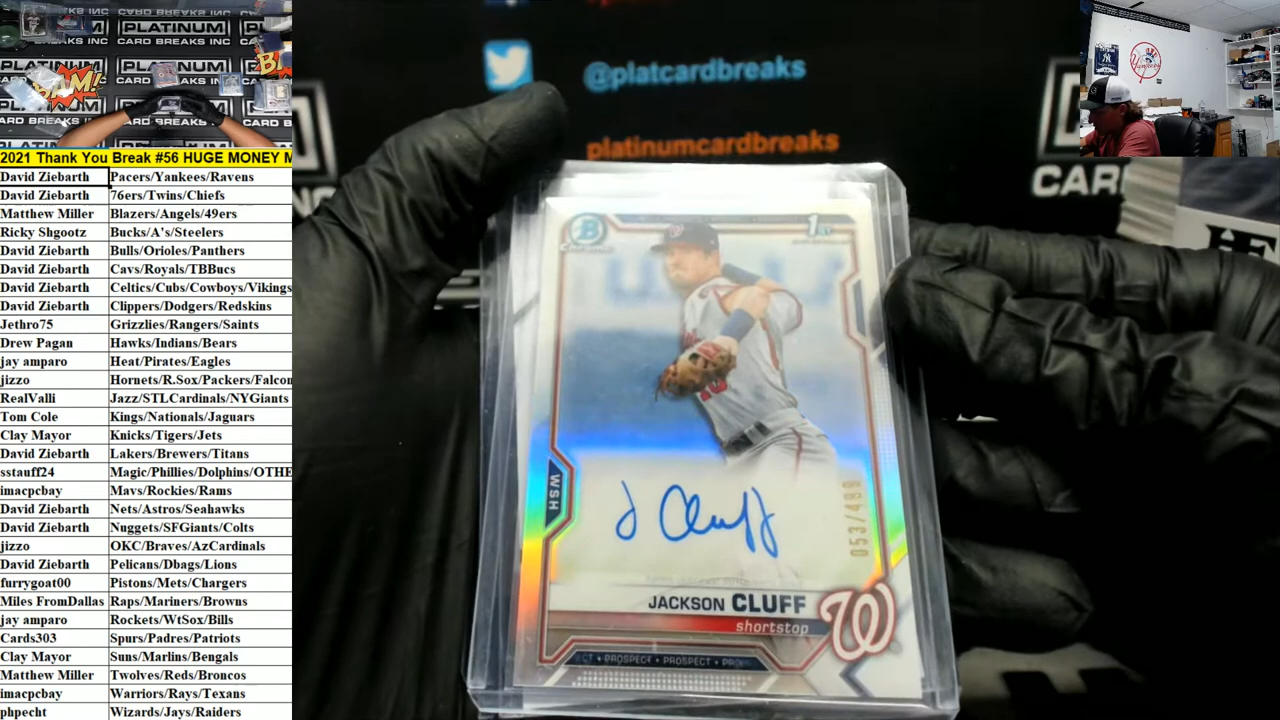 PLATINUM
CARD BREAKS INC
BAM!
2021 Thank You Break #56 HUGE MONEY M
David Ziebarth Pacers/Yankees/Ravens
David Ziebarth 76ers/Twins/Chiefs
Matthew Miller Blazers/Angels/49ers
Ricky Shgootz Bucks/A's/Steelers
David Ziebarth Bulls/Orioles/Panthers
David Ziebarth Cavs/Royals/TBBucs
David Ziebarth Celtics/Cubs/Cowboys/Vikings
David Ziebarth Clippers/Dodgers/Redskins
Jethro75 Grizzlies/Rangers/Saints
Drew Pagan Hawks/Indians/Bears
jay amparo Heat/Pirates/Eagles
jizzo Hornets/R.Sox/Packers/Falcon
RealValli Jazz/STLCardinals/NYGiants
Tom Cole Kings/Nationals/Jaguars
Clay Mayor Knicks/Tigers/Jets
David Ziebarth Lakers/Brewers/Titans
sstauff24 Magic/Phillies/Dolphins/OTHE
imacpcbay Mavs/Rockies/Rams
David Ziebarth Nets/Astros/Seahawks
David Ziebarth Nuggets/SFGiants/Colts
jizzo OKC/Braves/AzCardinals
David Ziebarth Pelicans/Dbags/Lions
furrygoat00 Pistons/Mets/Chargers
Miles FromDallas Raps/Mariners/Browns
jay amparo Rockets/WtSox/Bills
Cards303 Spurs/Padres/Patriots
Clay Mayor Suns/Marlins/Bengals
Matthew Miller Twolves/Reds/Broncos
imacpcbay Warriors/Rays/Texans
phpecht Wizards/Jays/Raiders
@platcardbreaks
platinumcardbreaks
CARD
B
Chrome
1st
WSH
J Cluff
053/499
JACKSON CLUFF
shortstop
W
PROSPECT • PROSPECT
Yankees